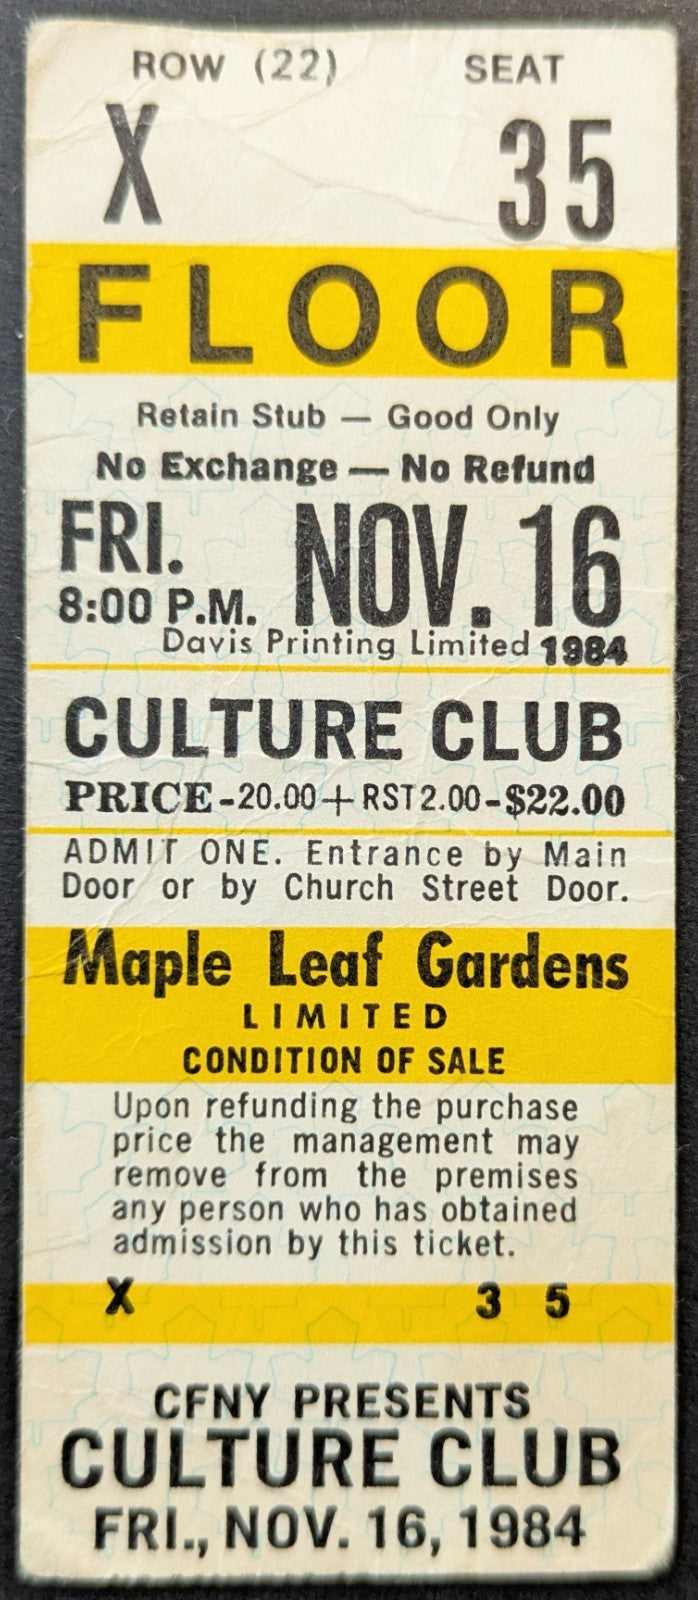 ROW (22) SEAT
X 35
FLOOR
Retain Stub — Good Only
No Exchange — No Refund
FRI. NOV. 16
8:00 P.M.
Davis Printing Limited 1984
CULTURE CLUB
PRICE-20.00+RST2.00-$22.00
ADMIT ONE. Entrance by Main
Door or by Church Street Door.
Maple Leaf Gardens
LIMITED
CONDITION OF SALE
Upon refunding the purchase
price the management may
remove from the premises
any person who has obtained
admission by this ticket.
X 3 5
CFNY PRESENTS
CULTURE CLUB
FRI., NOV. 16, 1984